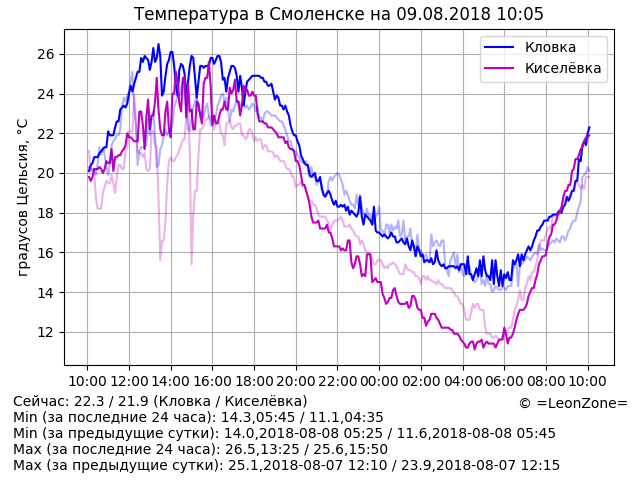 Температура в Смоленске на 09.08.2018 10:05
градусов Цельсия, °C
26
24
22
20
18
16
14
12
Кловка
Киселёвка
10:00 12:00 14:00 16:00 18:00 20:00 22:00 00:00 02:00 04:00 06:00 08:00 10:00
Сейчас: 22.3 / 21.9 (Кловка / Киселёвка)
© =LeonZone=
Min (за последние 24 часа): 14.3,05:45 / 11.1,04:35
Min (за предыдущие сутки): 14.0,2018-08-08 05:25 / 11.6,2018-08-08 05:45
Max (за последние 24 часа): 26.5,13:25 / 25.6,15:50
Max (за предыдущие сутки): 25.1,2018-08-07 12:10 / 23.9,2018-08-07 12:15